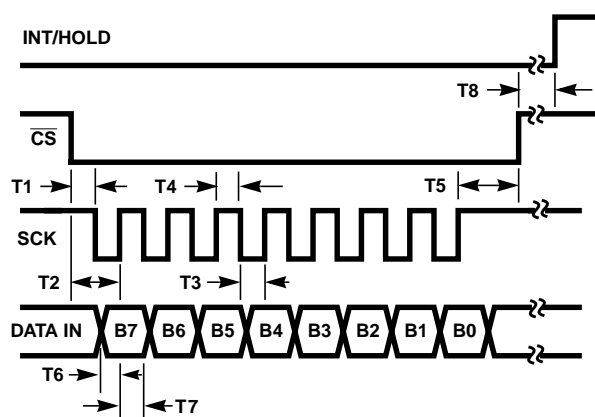 INT/HOLD
T8
CS
T1
T4
T5
SCK
T2
T3
DATA IN B7 B6 B5 B4 B3 B2 B1 B0
T6
T7